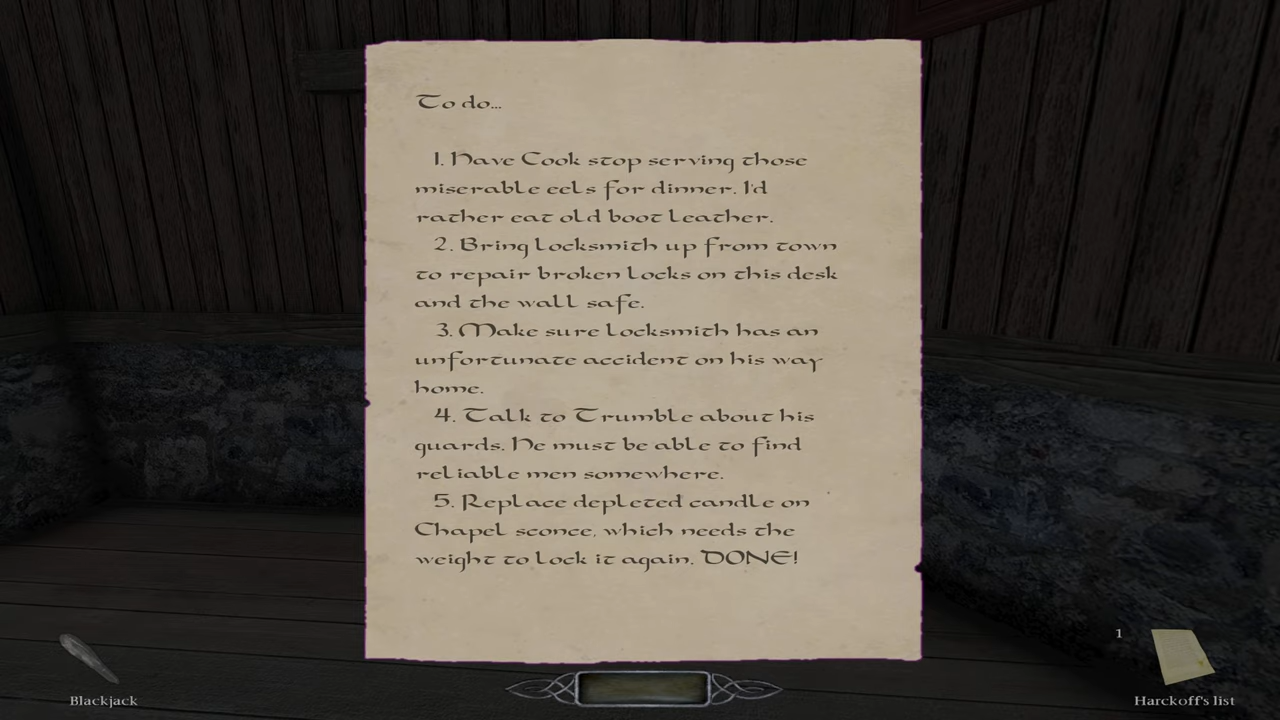 To do...
1. Have Cook stop serving those
miserable eels for dinner. I'd
rather eat old boot leather.
2. Bring locksmith up from town
to repair broken locks on this desk
and the wall safe.
3. Make sure locksmith has an
unfortunate accident on his way
home.
4. Talk to Trumble about his
guards. He must be able to find
reliable men somewhere.
5. Replace depleted candle on
Chapel sconce, which needs the
weight to lock it again. DONE!
1
Blackjack
Harckoff's list